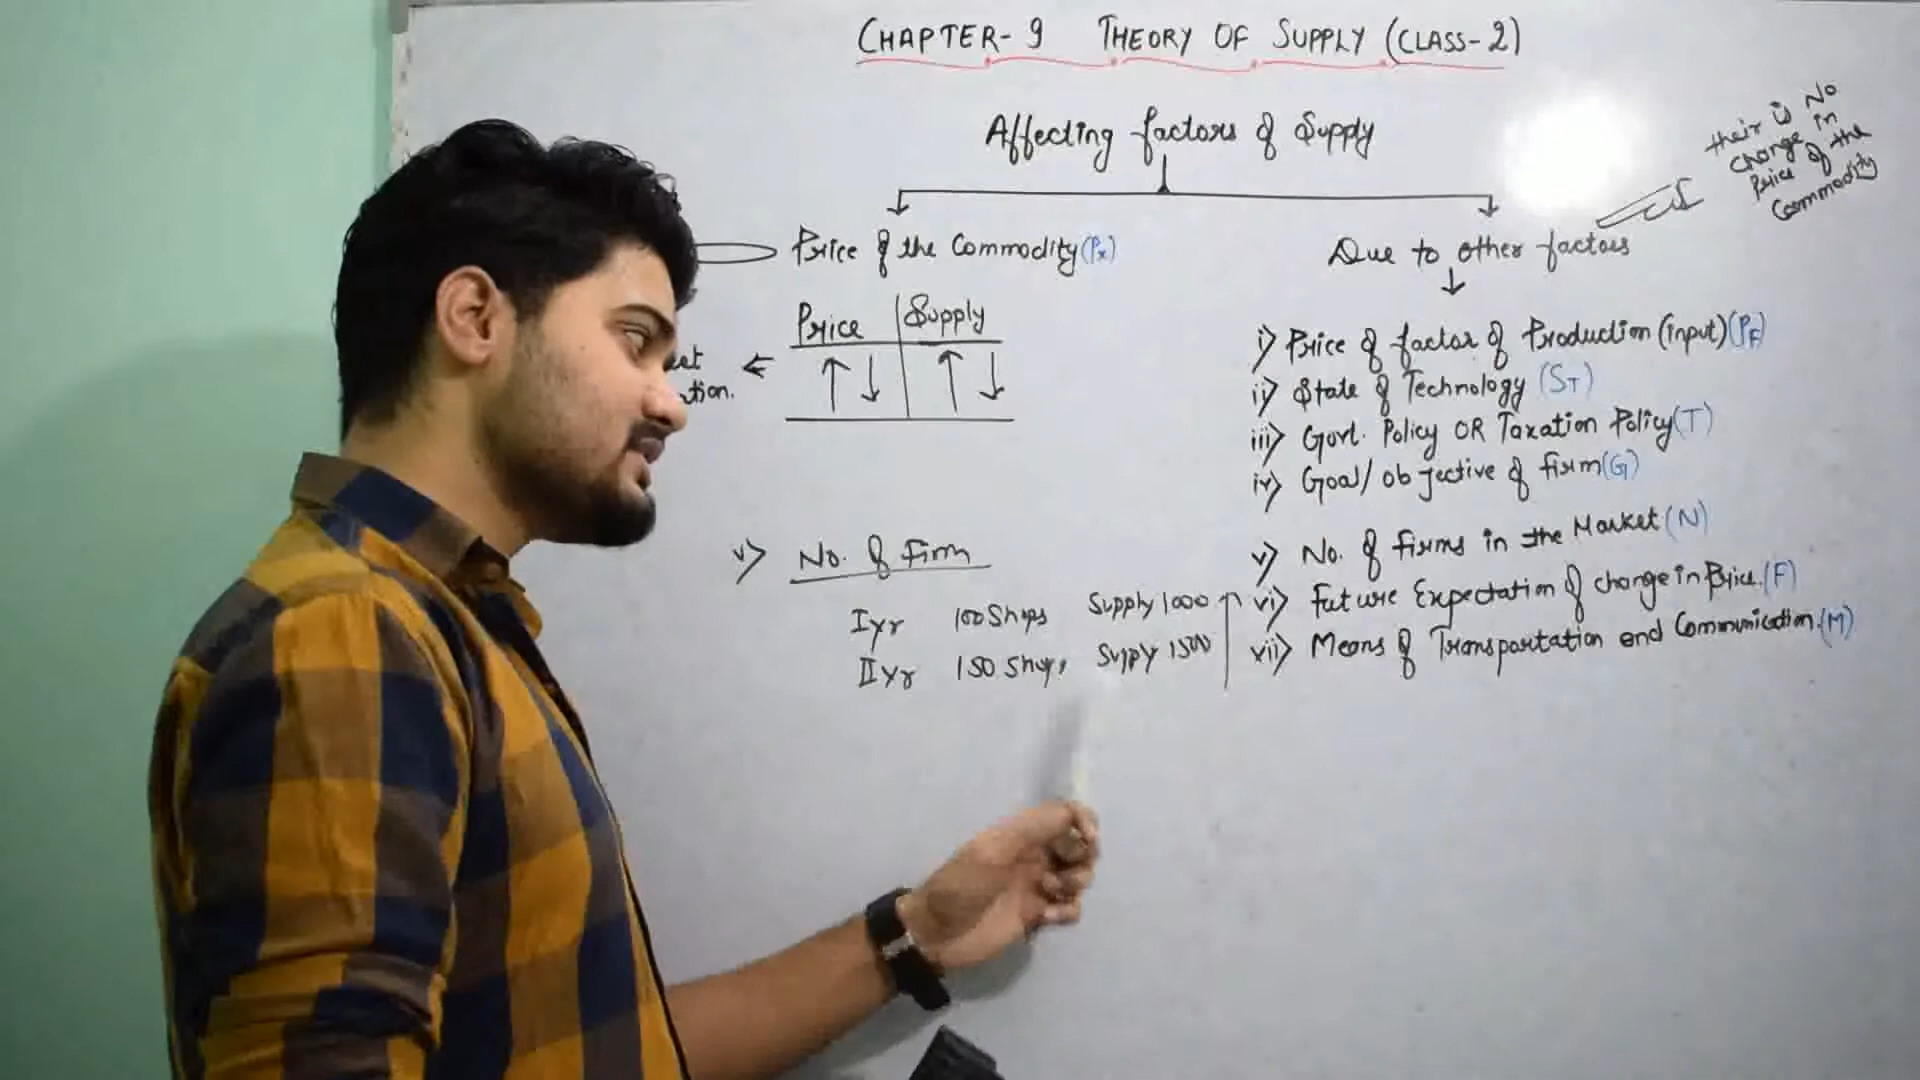 CHAPTER-9 THEORY OF SUPPLY (CLASS-2)
Affecting factors of Supply
their is No
change in
Price of the
Commodity
Price of the Commodity (Px)
Due to other factors
Price Supply
i) Price of factor of Production (input) (PF)
ii) State of Technology (ST)
iii) Govt. Policy OR Taxation Policy (T)
iv) Goal/objective of firm (G)
v) No. of firms in the Market (N)
vi) Future Expectation of change in Price. (F)
vii) Means of Transportation and Communication. (M)
v) No. of Firm
I yr 100 Shops Supply 1000
II yr 150 Shops Supply 1500